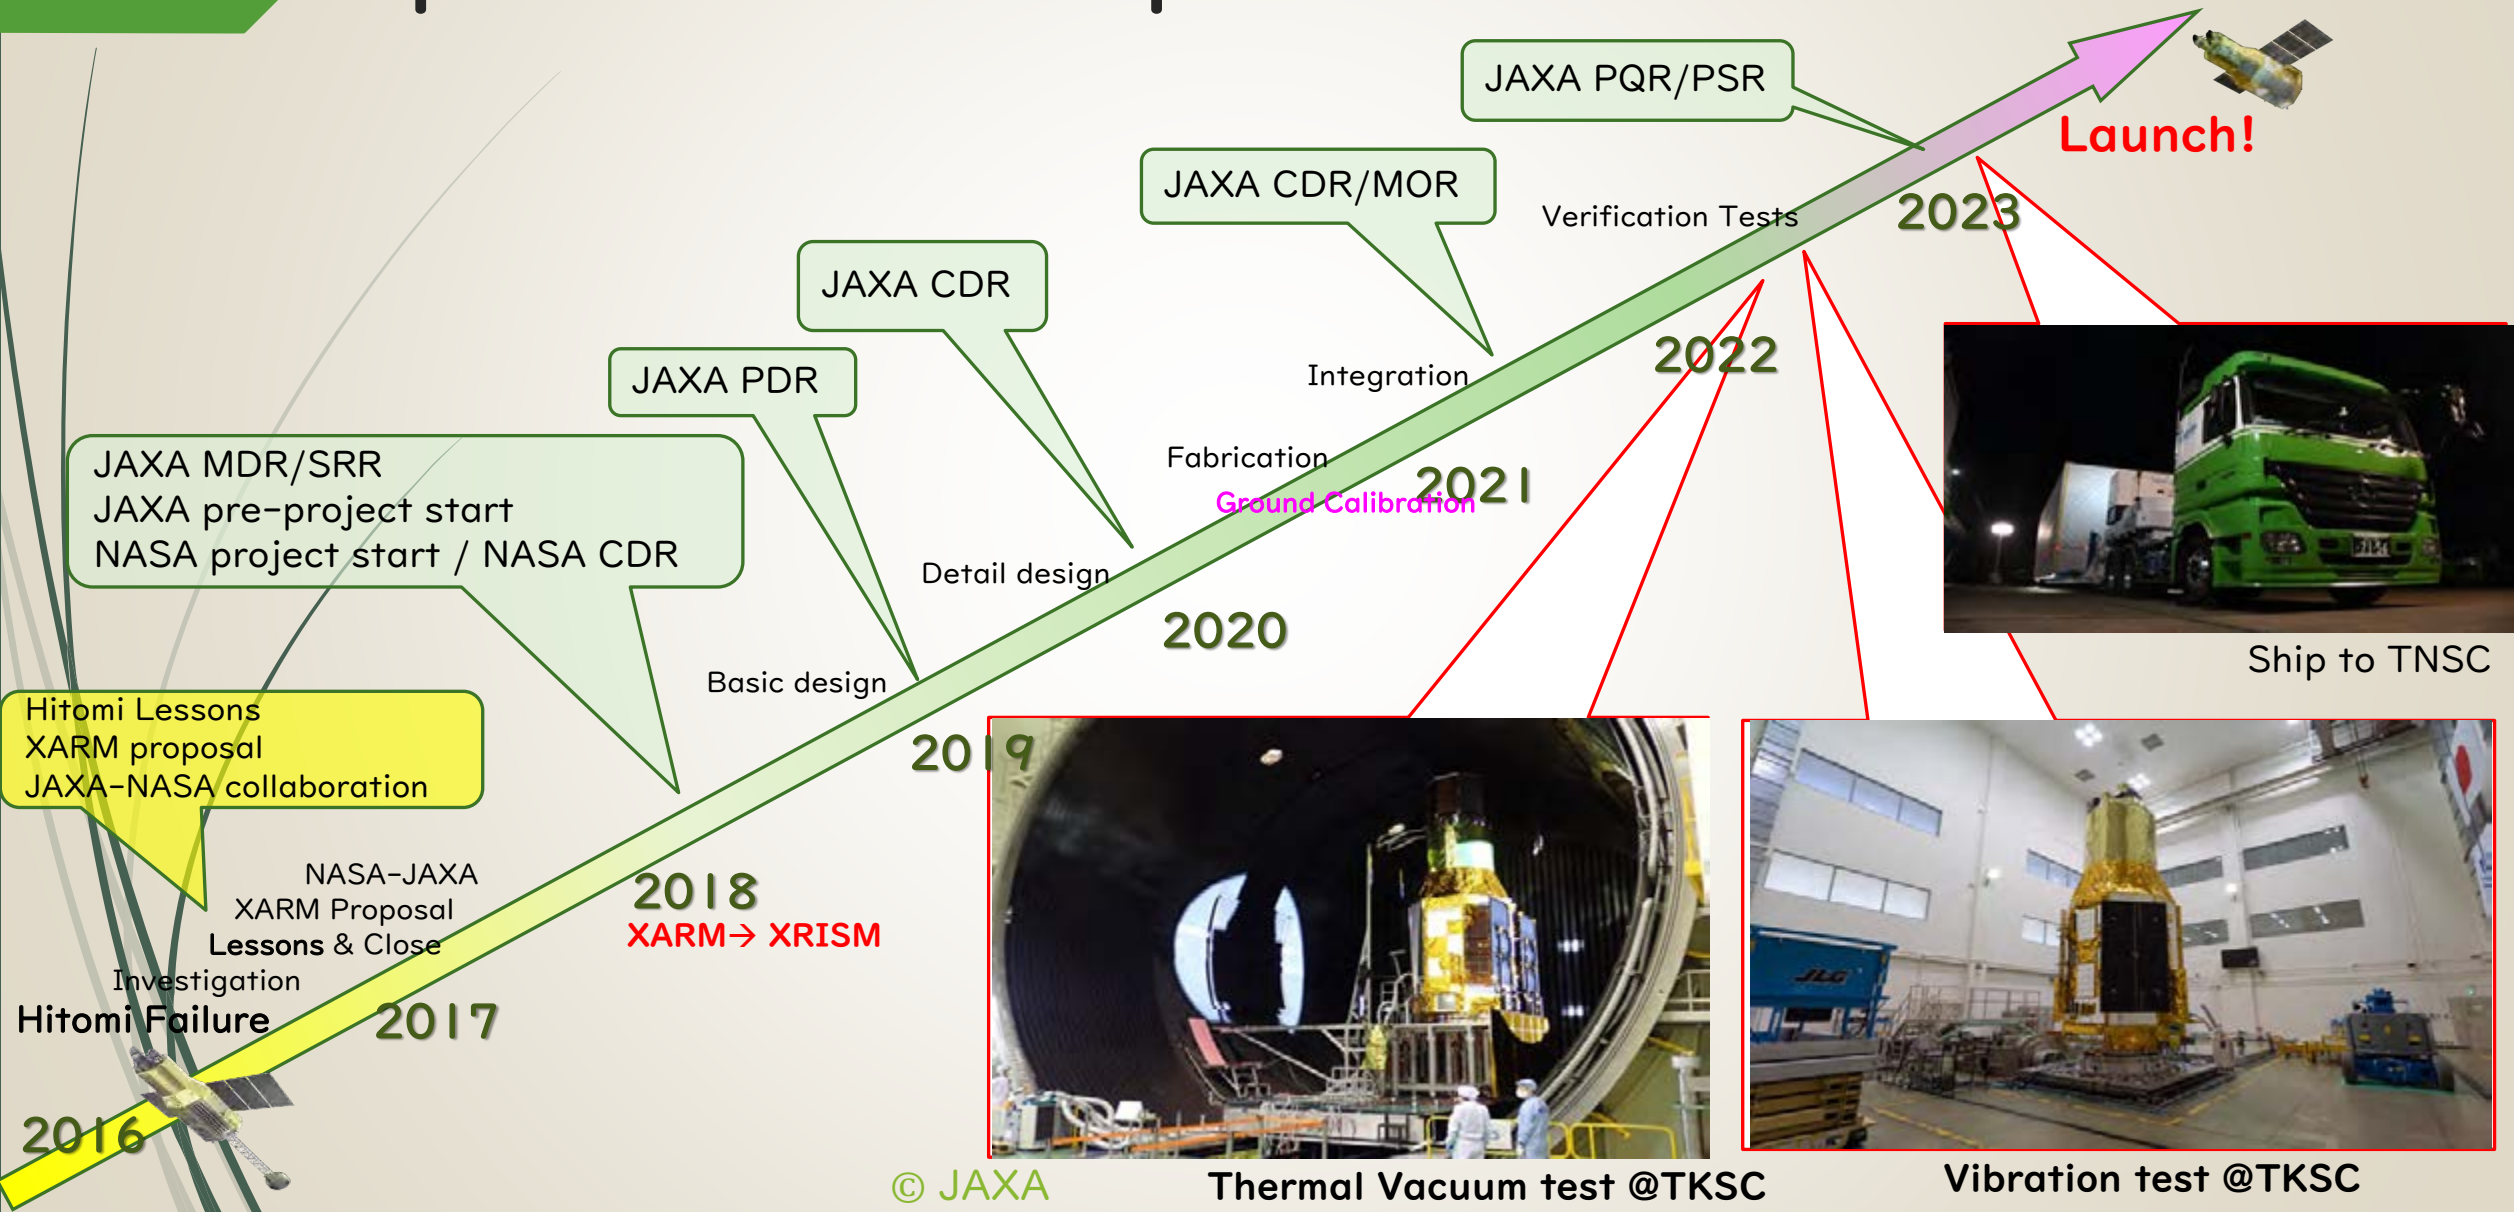 JAXA PQR/PSR
Launch!
JAXA CDR/MOR
Verification Tests
2023
JAXA CDR
2022
JAXA PDR
Integration
JAXA MDR/SRR
JAXA pre-project start
NASA project start / NASA CDR
Fabrication
Ground Calibration
2021
Detail design
2020
Ship to TNSC
Basic design
Hitomi Lessons
XARM proposal
JAXA-NASA collaboration
2019
NASA-JAXA
XARM Proposal
Lessons & Close
Investigation
Hitomi Failure
2018
XARM→ XRISM
2017
JLG
2016
© JAXA
Thermal Vacuum test @TKSC
Vibration test @TKSC